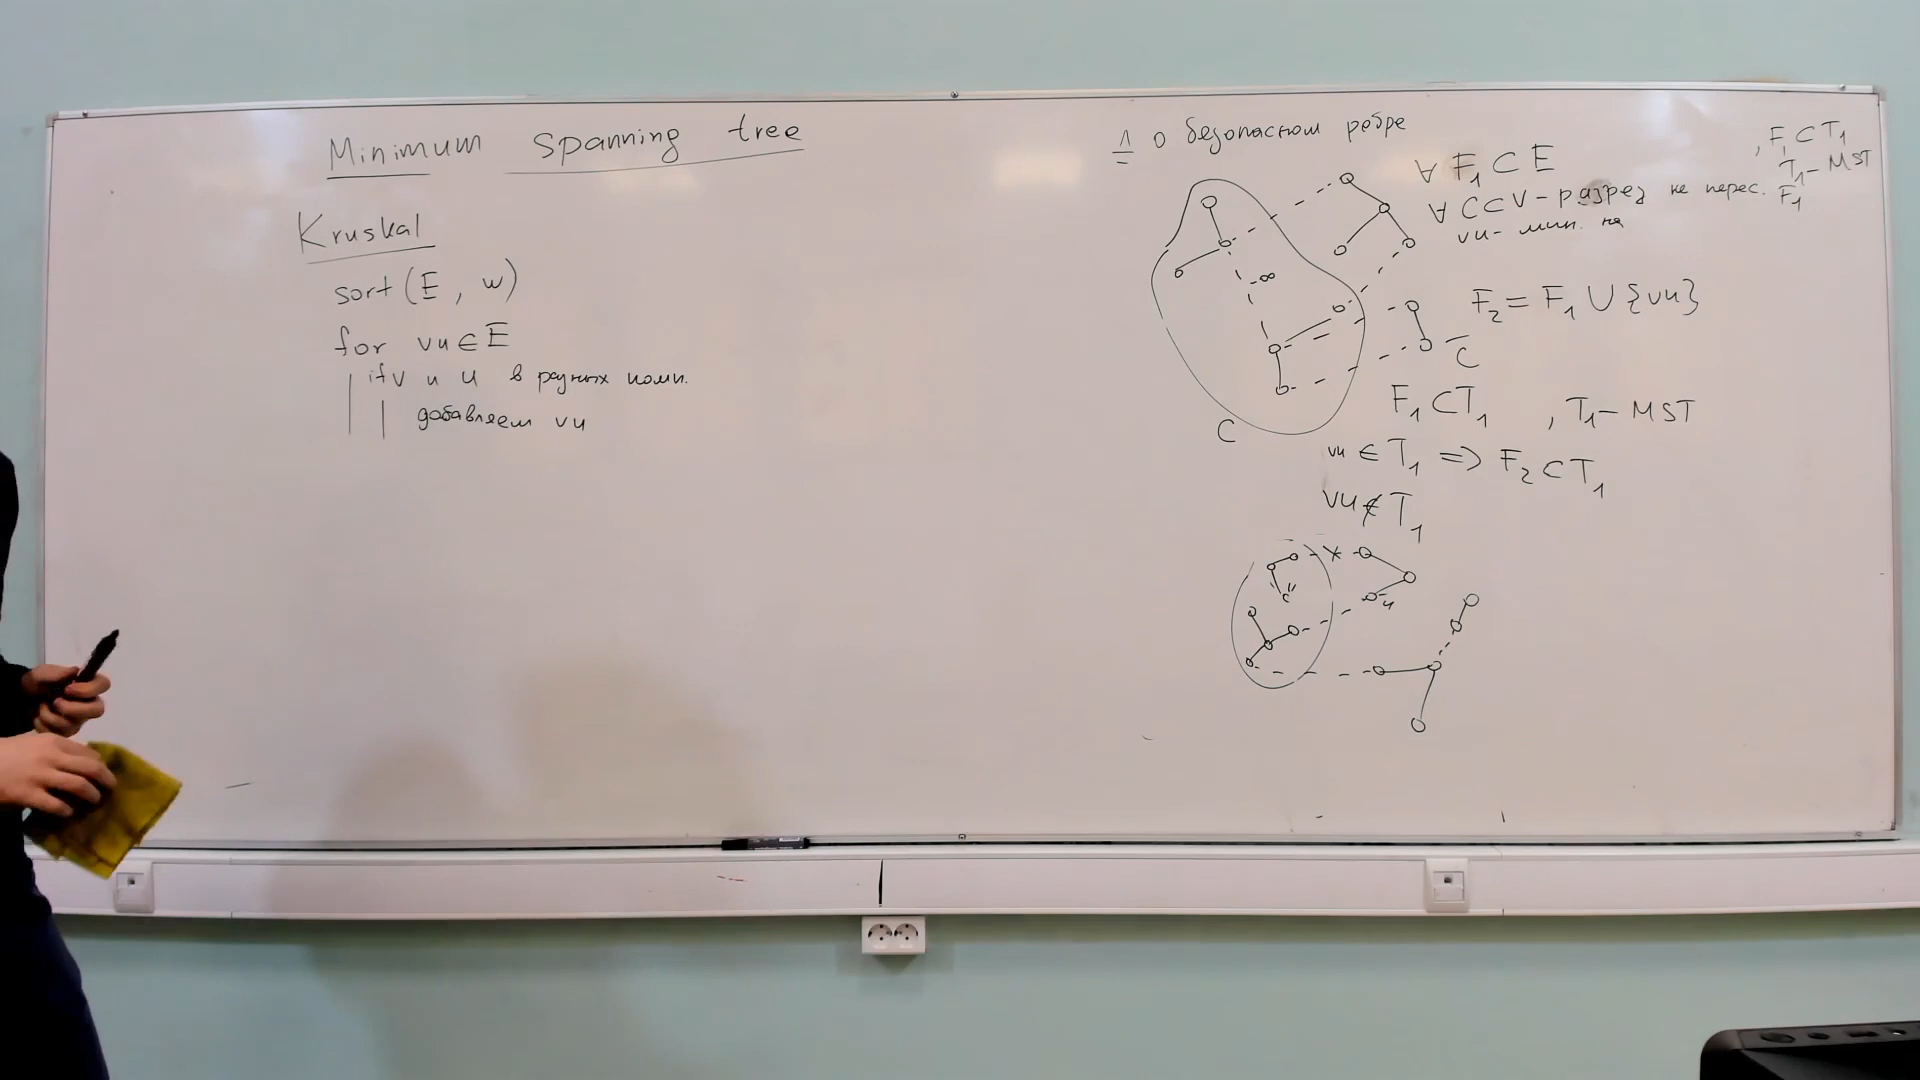 Minimum spanning tree
Kruskal
sort (E, w)
for vu ∈ E
if v и u в разных комп.
добавляем vu
Л о безопасном ребре
∀ F₁ ⊂ E , F₁ ⊂ T₁
T₁ – MST
∀ C ⊂ V – разрез не перес. F₁
vu – мин. на
-∞
F₂ = F₁ ∪ {vu}
C̅
C
F₁ ⊂ T₁ , T₁ – MST
vu ∈ T₁ => F₂ ⊂ T₁
vu ∉ T₁
u